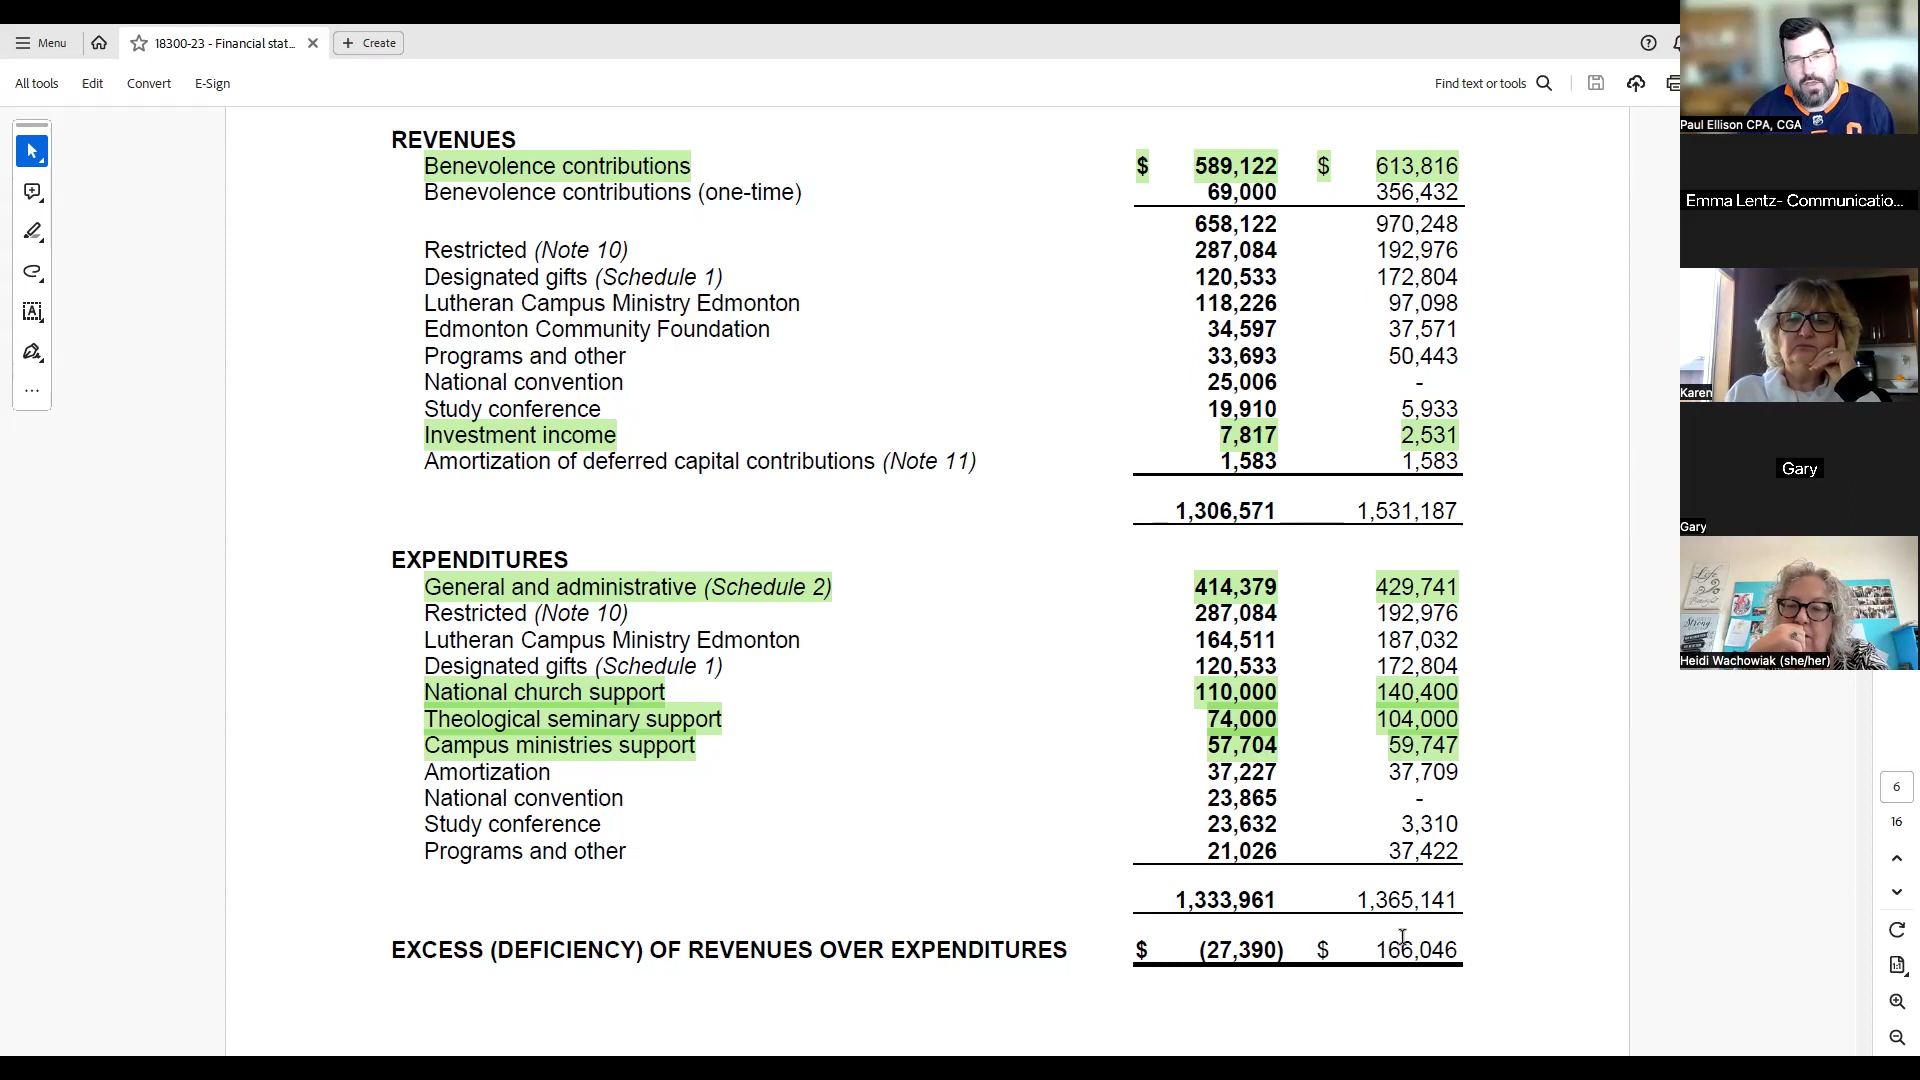 Menu
18300-23 - Financial stat...
Create
All tools
Edit
Convert
E-Sign
Find text or tools
REVENUES
Benevolence contributions $ 589,122 $ 613,816
Benevolence contributions (one-time) 69,000 356,432
658,122 970,248
Restricted (Note 10) 287,084 192,976
Designated gifts (Schedule 1) 120,533 172,804
Lutheran Campus Ministry Edmonton 118,226 97,098
Edmonton Community Foundation 34,597 37,571
Programs and other 33,693 50,443
National convention 25,006 -
Study conference 19,910 5,933
Investment income 7,817 2,531
Amortization of deferred capital contributions (Note 11) 1,583 1,583
1,306,571 1,531,187
EXPENDITURES
General and administrative (Schedule 2) 414,379 429,741
Restricted (Note 10) 287,084 192,976
Lutheran Campus Ministry Edmonton 164,511 187,032
Designated gifts (Schedule 1) 120,533 172,804
National church support 110,000 140,400
Theological seminary support 74,000 104,000
Campus ministries support 57,704 59,747
Amortization 37,227 37,709
National convention 23,865 -
Study conference 23,632 3,310
Programs and other 21,026 37,422
1,333,961 1,365,141
EXCESS (DEFICIENCY) OF REVENUES OVER EXPENDITURES $ (27,390) $ 166,046
Paul Ellison CPA, CGA
Emma Lentz- Communicatio...
Karen
Gary
Gary
Heidi Wachowiak (she/her)
6
16